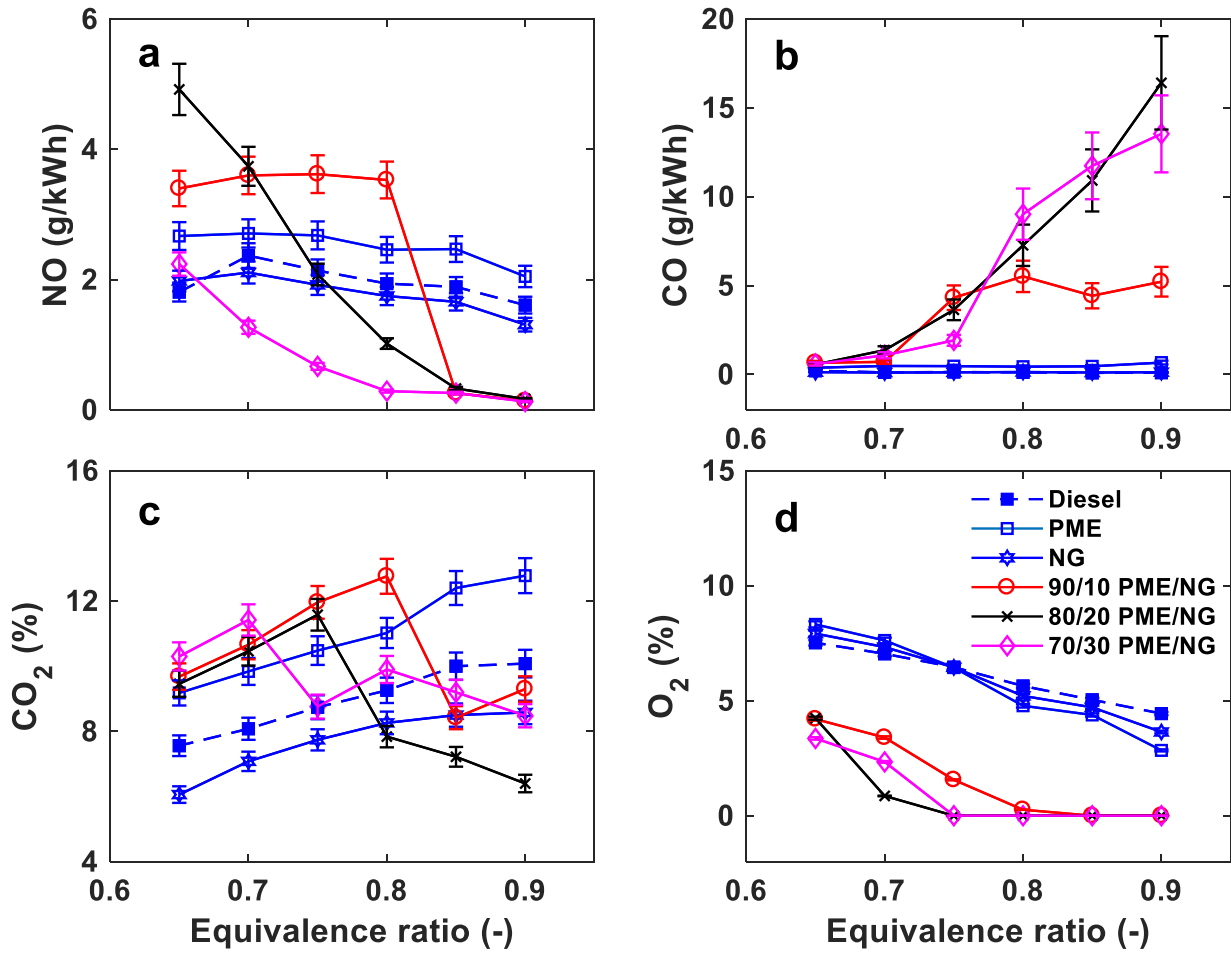 a
NO (g/kWh)
6
4
2
0
b
CO (g/kWh)
20
15
10
5
0
0.6 0.7 0.8 0.9
c
CO2 (%)
16
12
8
4
0.6 0.7 0.8 0.9
Equivalence ratio (-)
d
O2 (%)
15
10
5
0
Diesel
PME
NG
90/10 PME/NG
80/20 PME/NG
70/30 PME/NG
0.6 0.7 0.8 0.9
Equivalence ratio (-)